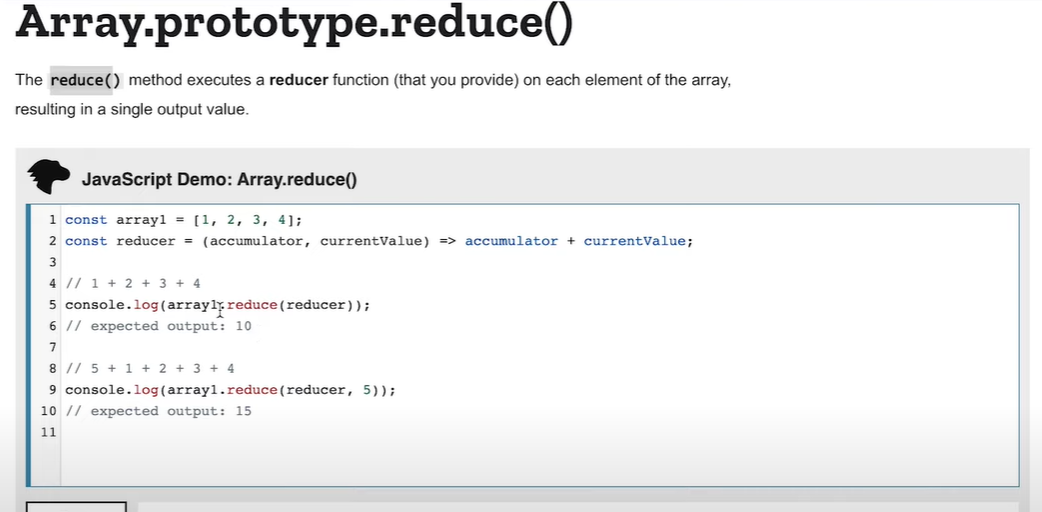 Array.prototype.reduce()
The reduce() method executes a reducer function (that you provide) on each element of the array,
resulting in a single output value.
JavaScript Demo: Array.reduce()
1 const array1 = [1, 2, 3, 4];
2 const reducer = (accumulator, currentValue) => accumulator + currentValue;
3
4 // 1 + 2 + 3 + 4
5 console.log(array1.reduce(reducer));
6 // expected output: 10
7
8 // 5 + 1 + 2 + 3 + 4
9 console.log(array1.reduce(reducer, 5));
10 // expected output: 15
11